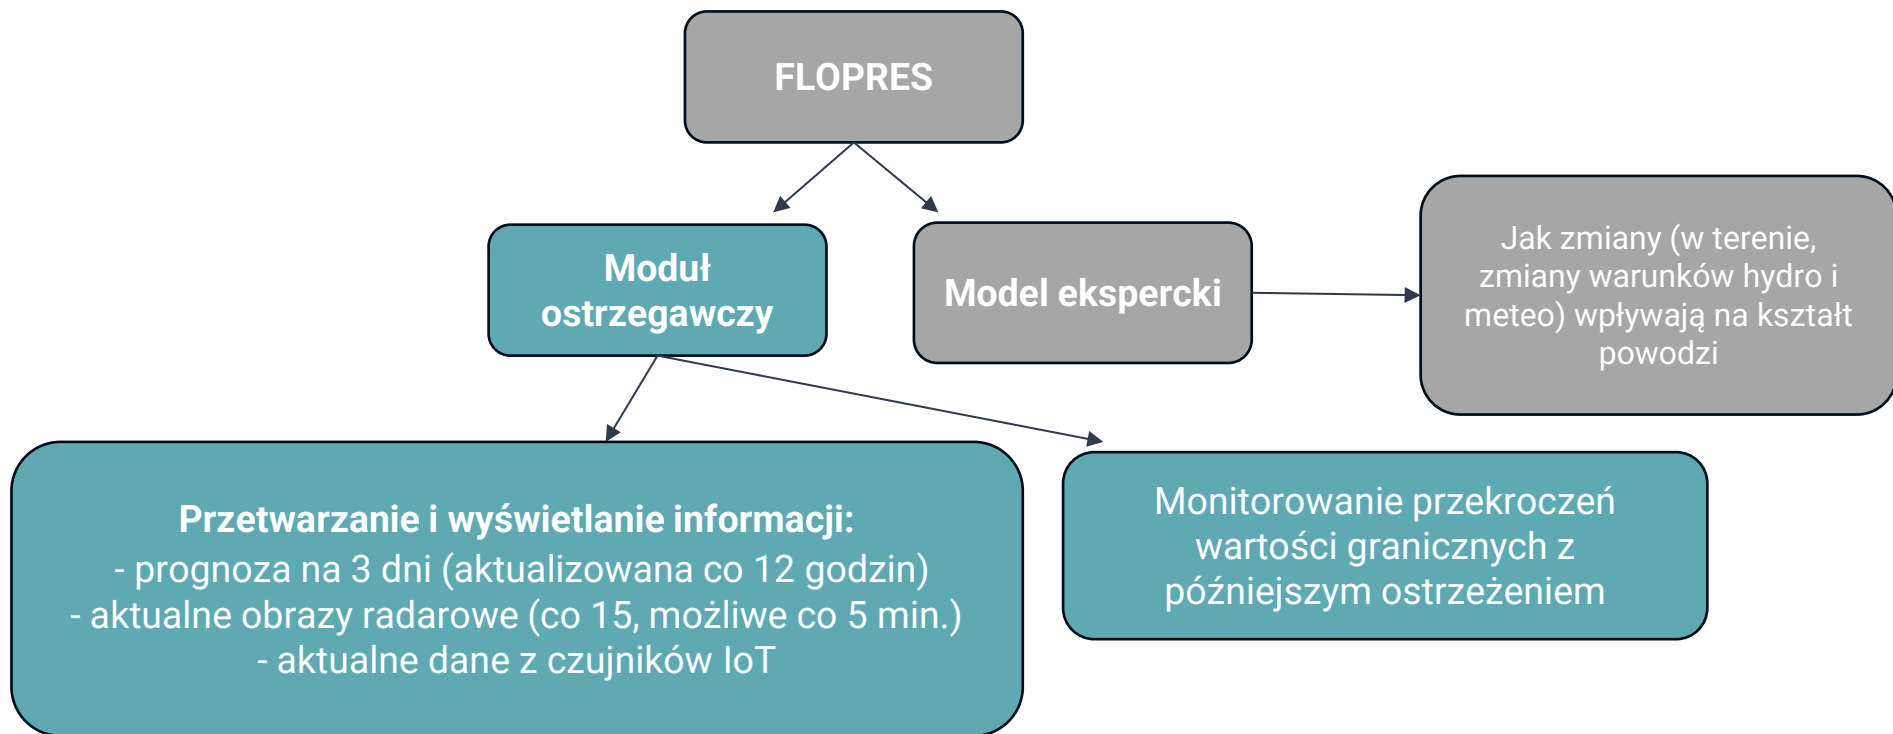 FLOPRES
Moduł
ostrzegawczy
Model ekspercki
Jak zmiany (w terenie,
zmiany warunków hydro i
meteo) wpływają na kształt
powodzi
Przetwarzanie i wyświetlanie informacji:
- prognoza na 3 dni (aktualizowana co 12 godzin)
- aktualne obrazy radarowe (co 15, możliwe co 5 min.)
- aktualne dane z czujników IoT
Monitorowanie przekroczeń
wartości granicznych z
późniejszym ostrzeżeniem